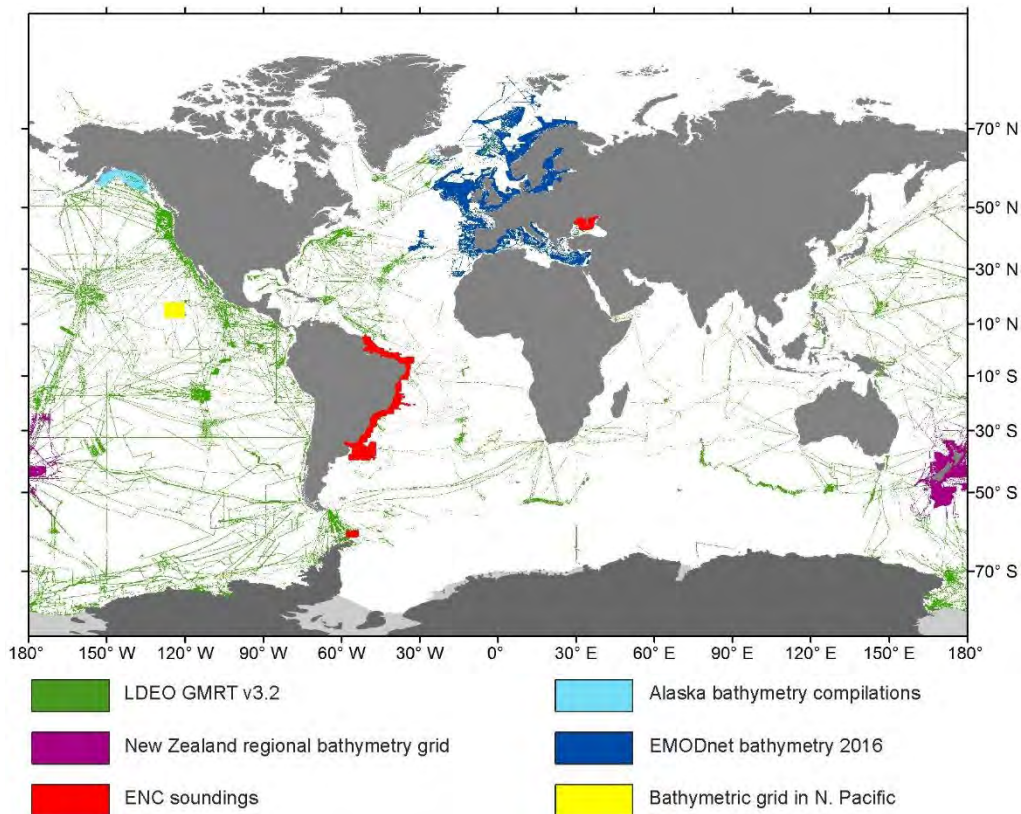 70° N
50° N
30° N
10° N
10° S
30° S
50° S
70° S
180° 150° W 120° W 90° W 60° W 30° W 0° 30° E 60° E 90° E 120° E 150° E 180°
LDEO GMRT v3.2 Alaska bathymetry compilations
New Zealand regional bathymetry grid EMODnet bathymetry 2016
ENC soundings Bathymetric grid in N. Pacific